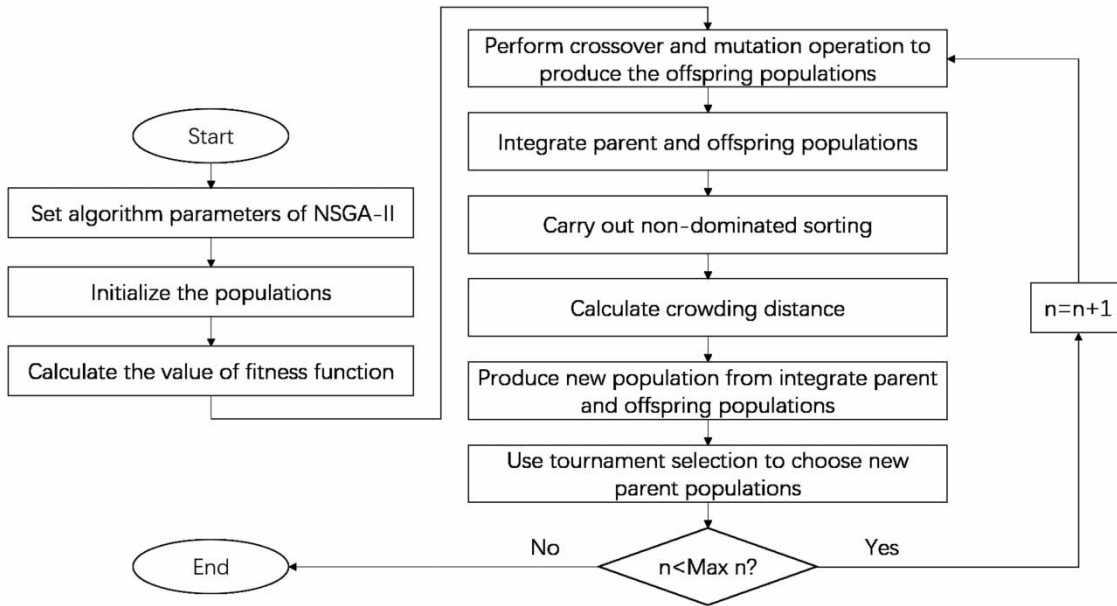 Start
Set algorithm parameters of NSGA-II
Initialize the populations
Calculate the value of fitness function
Perform crossover and mutation operation to
produce the offspring populations
Integrate parent and offspring populations
Carry out non-dominated sorting
Calculate crowding distance
Produce new population from integrate parent
and offspring populations
Use tournament selection to choose new
parent populations
n<Max n?
Yes
n=n+1
No
End